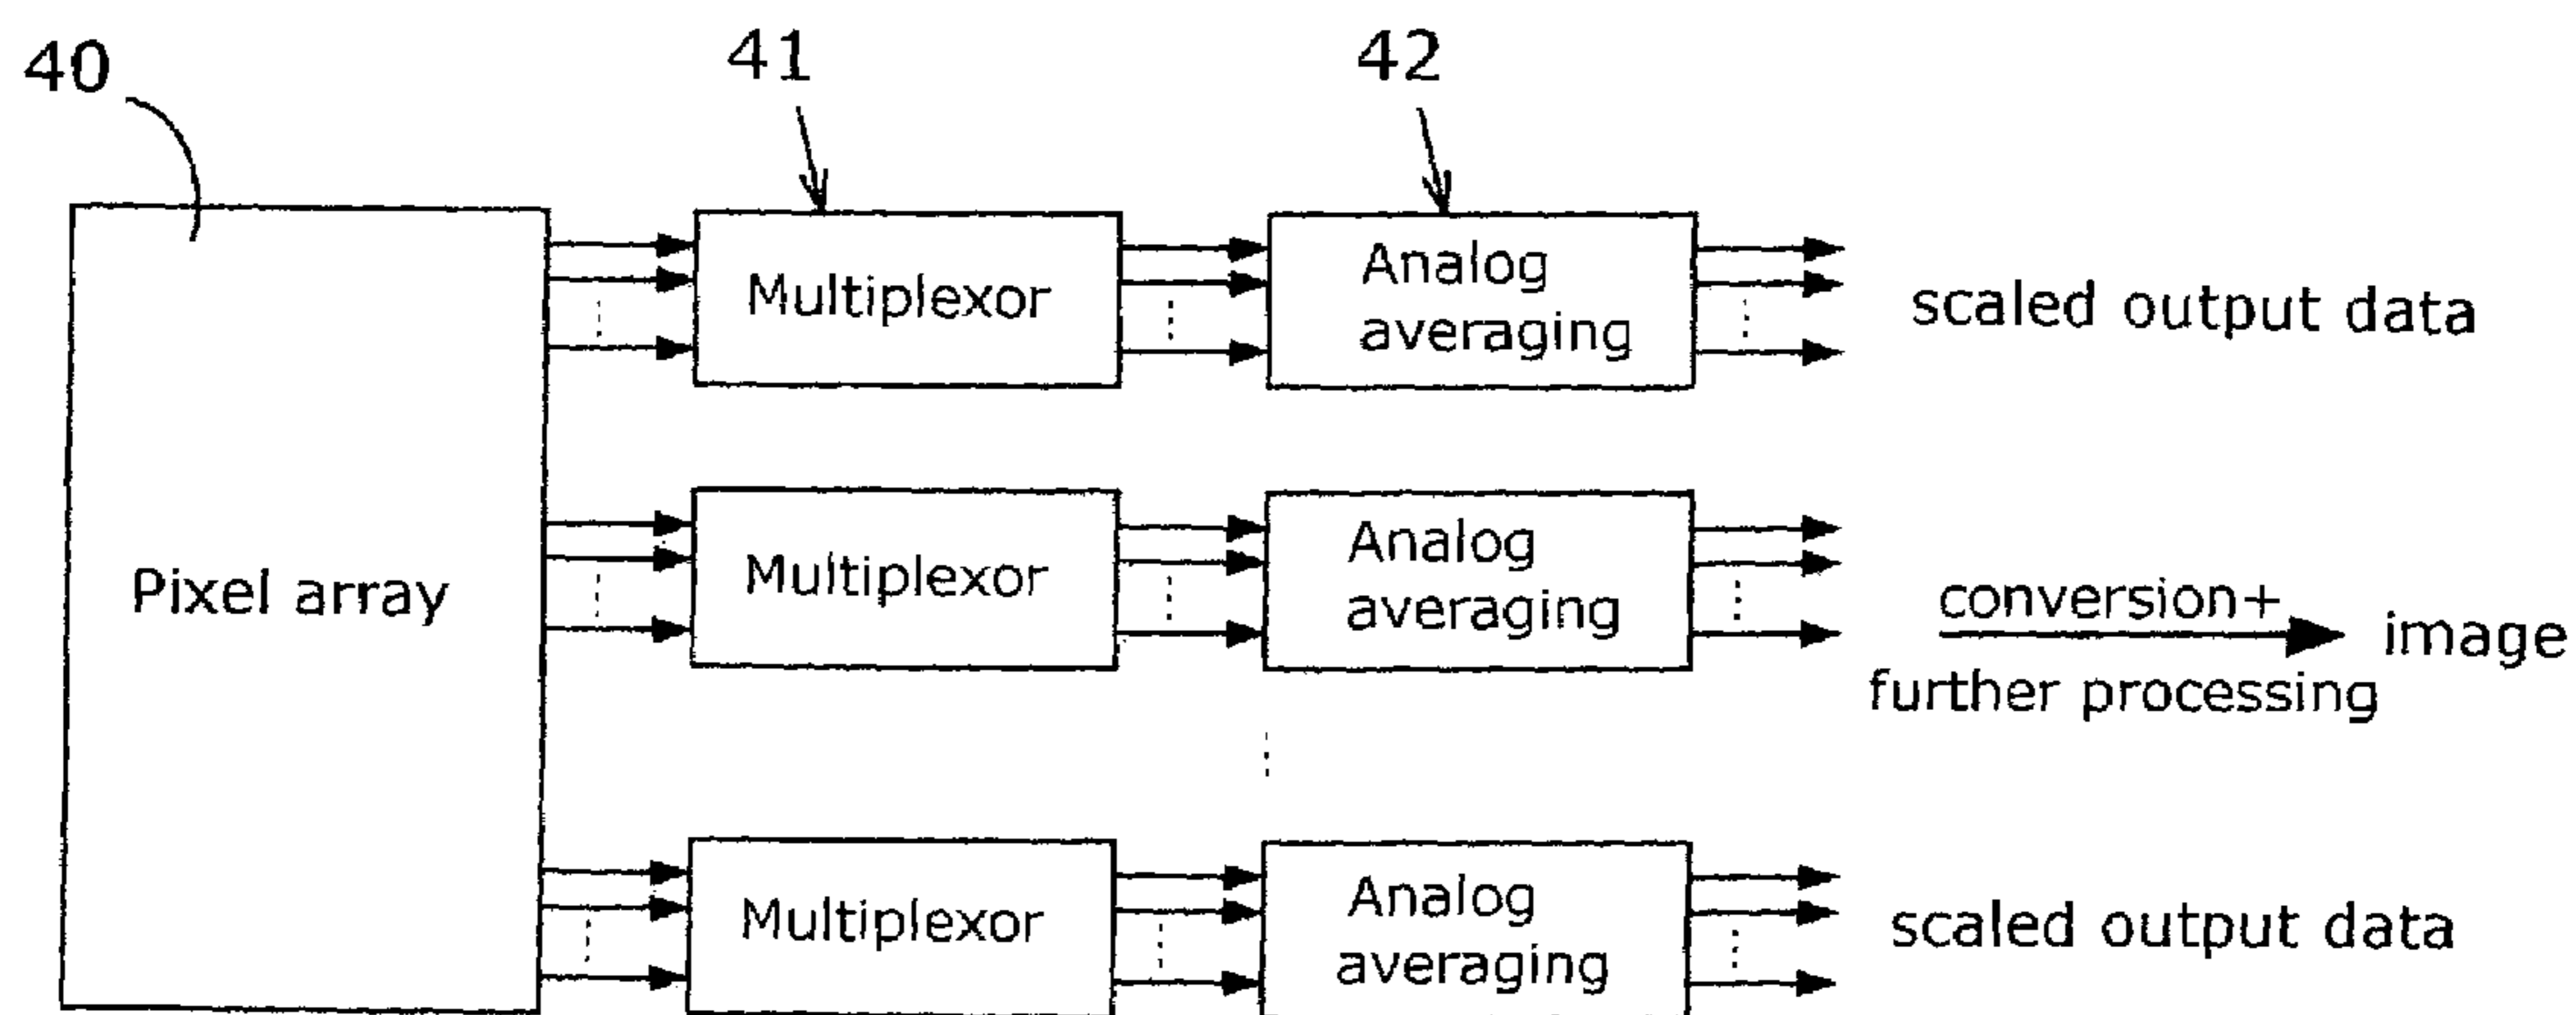 40
41
42
Multiplexor
Analog
averaging
scaled output data
Pixel array
Multiplexor
Analog
averaging
conversion+
further processing
image
Multiplexor
Analog
averaging
scaled output data